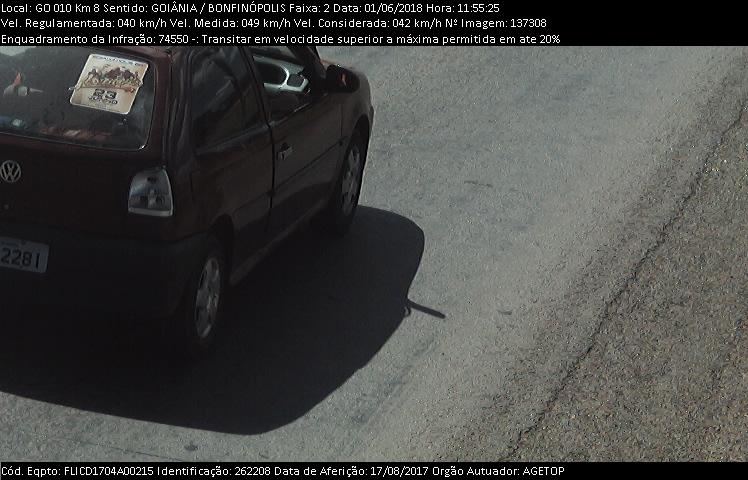 Local: GO 010 Km 8 Sentido: GOIÂNIA / BONFINÓPOLIS Faixa: 2 Data: 01/06/2018 Hora: 11:55:25
Vel. Regulamentada: 040 km/h Vel. Medida: 049 km/h Vel. Considerada: 042 km/h Nº Imagem: 137308
Enquadramento da Infração: 74550 -: Transitar em velocidade superior a máxima permitida em ate 20%
23
2281
Cód. Eqpto: FLICD1704A00215 Identificação: 262208 Data de Aferição: 17/08/2017 Orgão Autuador: AGETOP